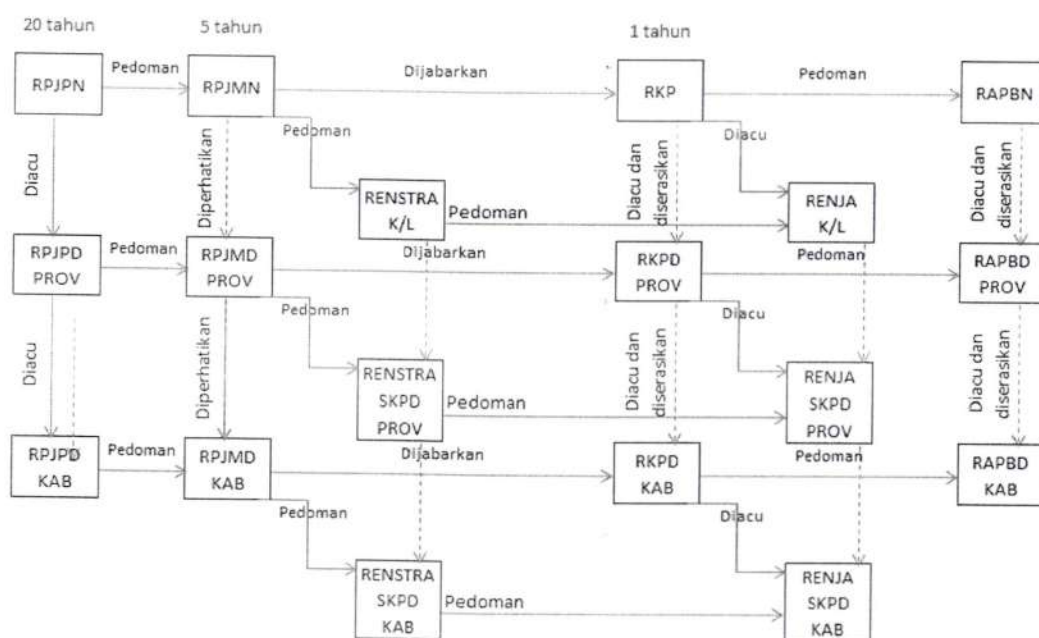 20 tahun
5 tahun
1 tahun
RPJPN
Pedoman
RPJMN
Dijabarkan
RKP
Pedoman
RAPBN
Diacu
Diperhatikan
Pedoman
Diacu dan
diserasikan
Diacu
Diacu dan
diserasikan
RENSTRA
K/L
Pedoman
RENJA
K/L
RPJPD
PROV
Pedoman
RPJMD
PROV
Dijabarkan
RKPD
PROV
Pedoman
RAPBD
PROV
Diacu
Diperhatikan
Pedoman
Diacu dan
diserasikan
Diacu
Diacu dan
diserasikan
RENSTRA
SKPD
PROV
Pedoman
RENJA
SKPD
PROV
RPJPD
KAB
Pedoman
RPJMD
KAB
Dijabarkan
RKPD
KAB
Pedoman
RAPBD
KAB
Pedoman
Diacu
RENSTRA
SKPD
KAB
Pedoman
RENJA
SKPD
KAB